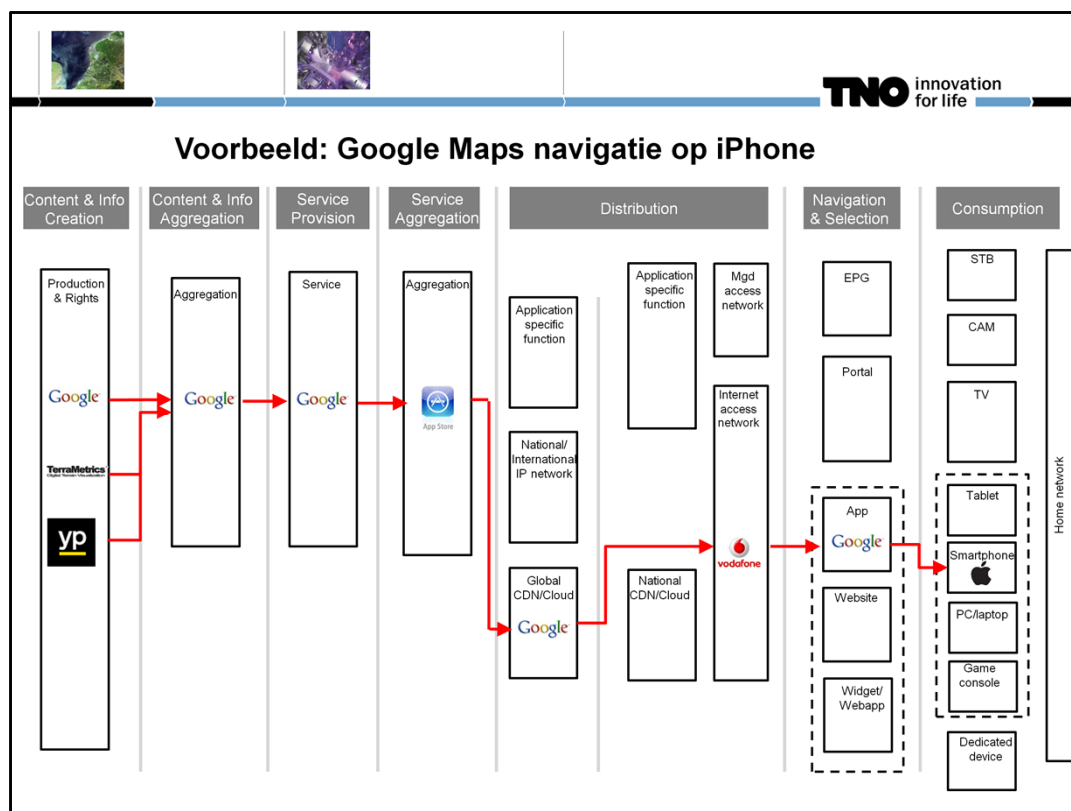 TNO innovation
for life
Voorbeeld: Google Maps navigatie op iPhone
Content & Info
Creation
Content & Info
Aggregation
Service
Provision
Service
Aggregation
Distribution
Navigation
& Selection
Consumption
Production
& Rights
Google
TerraMetrics
Digital Terrain Visualization
yp
Aggregation
Google
Service
Google
Aggregation
App Store
Application
specific
function
National/
International
IP network
Global
CDN/Cloud
Google
Application
specific
function
National
CDN/Cloud
Mgd
access
network
Internet
access
network
vodafone
EPG
Portal
App
Google
Website
Widget/
Webapp
STB
CAM
TV
Tablet
Smartphone
PC/laptop
Game
console
Dedicated
device
Home network